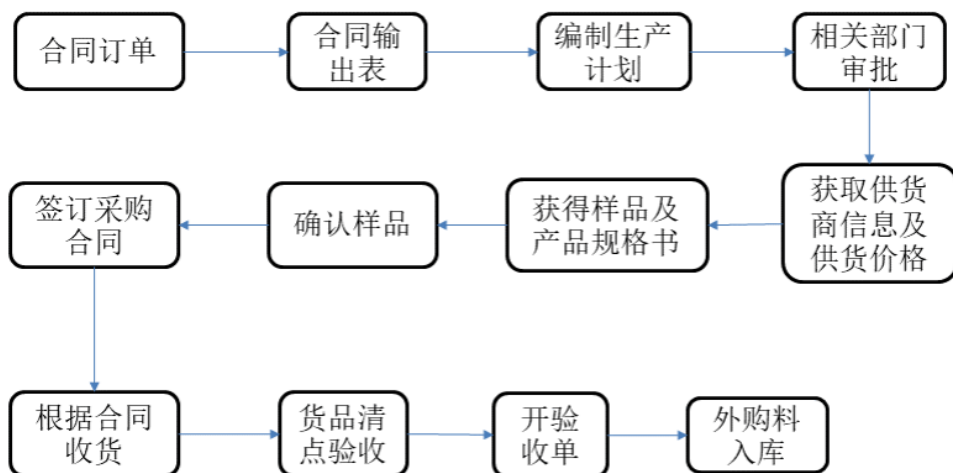 合同订单
合同输
出表
编制生产
计划
相关部门
审批
获取供货
商信息及
供货价格
获得样品及
产品规格书
确认样品
签订采购
合同
根据合同
收货
货品清
点验收
开验
收单
外购料
入库